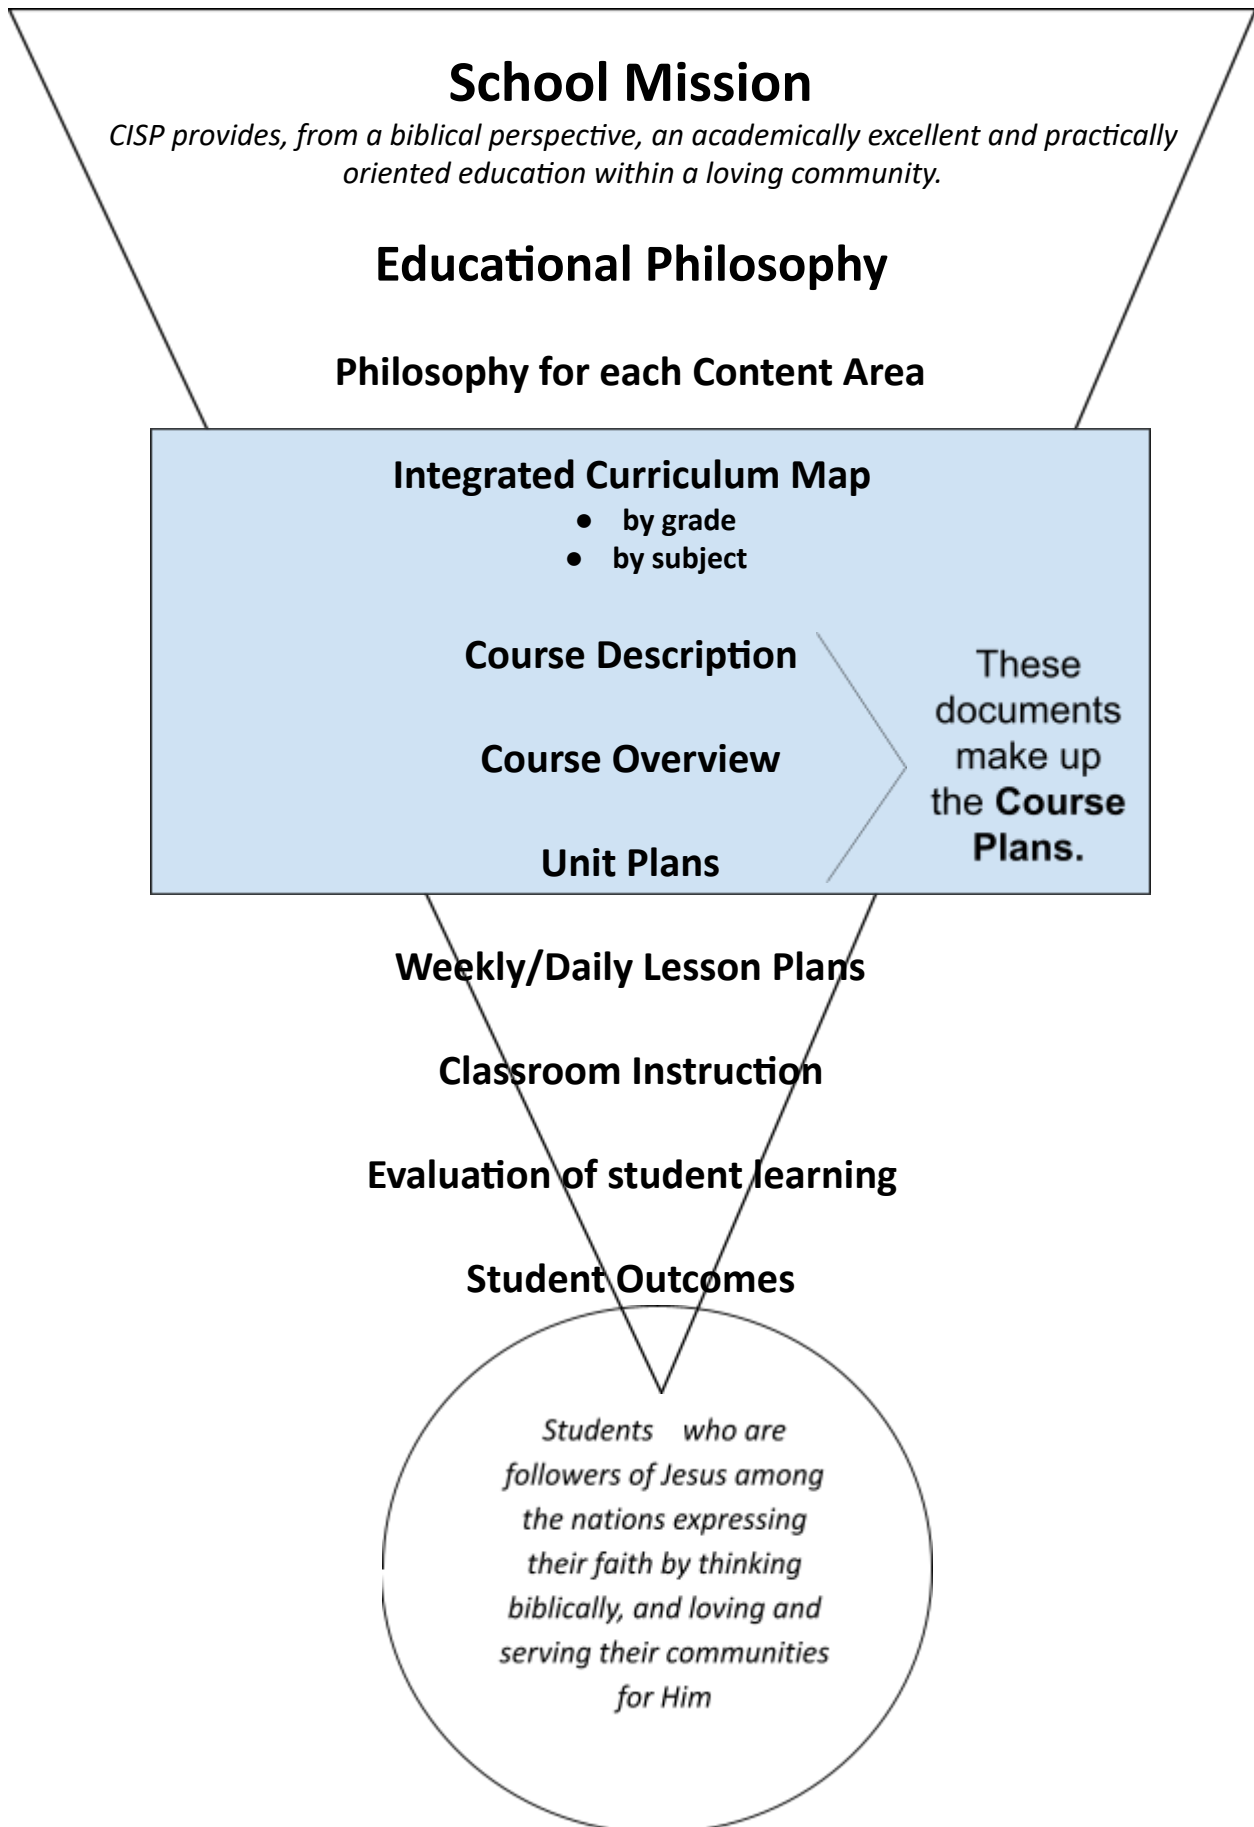 School Mission
CISP provides, from a biblical perspective, an academically excellent and practically
oriented education within a loving community.
Educational Philosophy
Philosophy for each Content Area
Integrated Curriculum Map
● by grade
● by subject
Course Description
Course Overview
Unit Plans
These
documents
make up
the Course
Plans.
Weekly/Daily Lesson Plans
Classroom Instruction
Evaluation of student learning
Student Outcomes
Students who are
followers of Jesus among
the nations expressing
their faith by thinking
biblically, and loving and
serving their communities
for Him